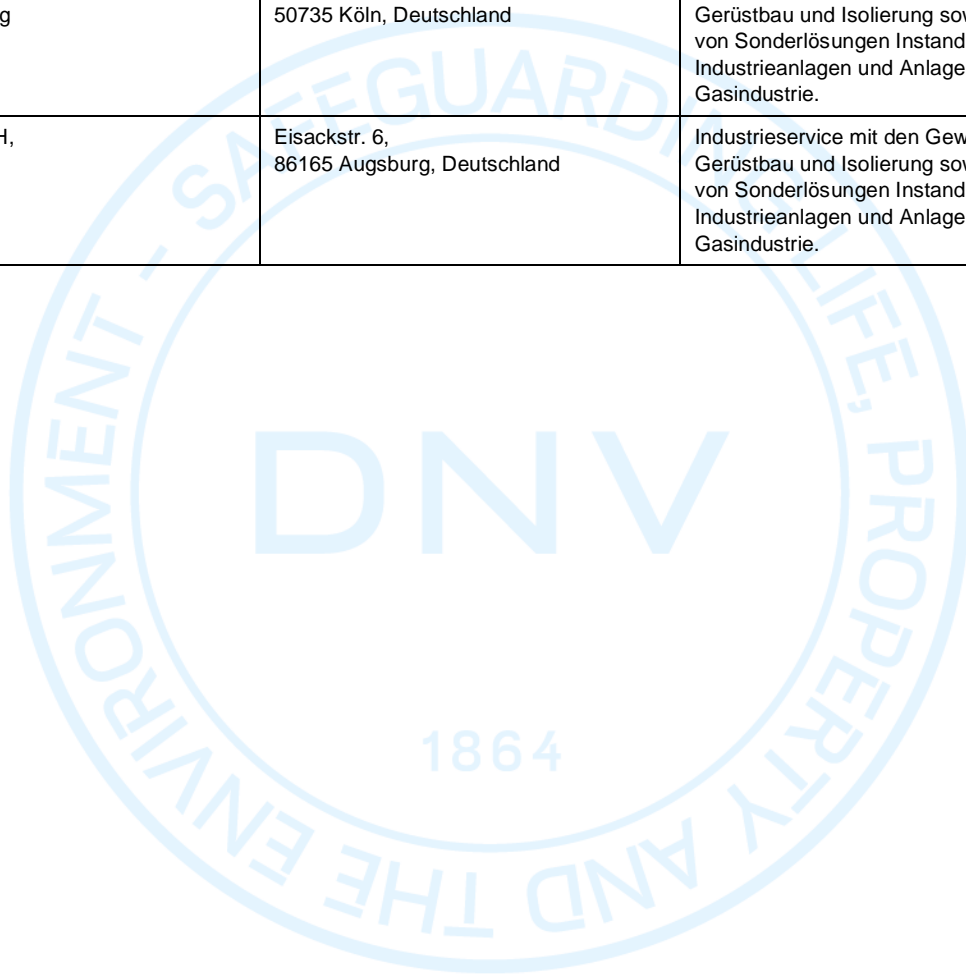 g
50735 Köln, Deutschland
Gerüstbau und Isolierung
von Sonderlösungen Instand
Industrieanlagen und Anlage
Gasindustrie.
H,
Eisackstr. 6,
86165 Augsburg, Deutschland
Industrieservice mit den Gew
Gerüstbau und Isolierung
von Sonderlösungen Instand
Industrieanlagen und Anlage
Gasindustrie.
SAFEGUARDING LIFE, PROPERTY AND THE ENVIRONMENT -
DNV
1864